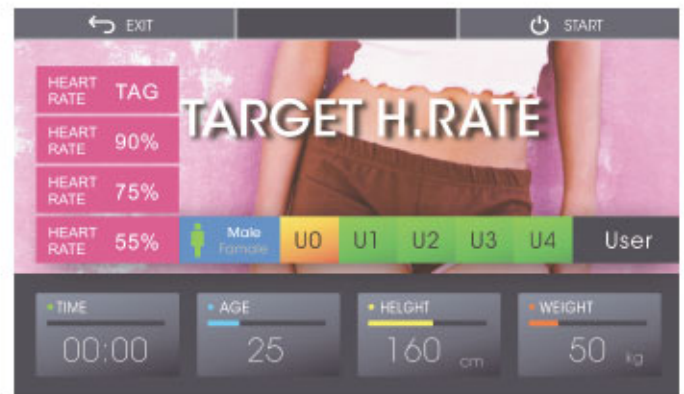 EXIT
START
HEART RATE TAG
TARGET H.RATE
HEART RATE 90%
HEART RATE 75%
HEART RATE 55%
Male
Famale
U0 U1 U2 U3 U4 User
TIME
00:00
AGE
25
HELGHT
160 cm
WEIGHT
50 kg